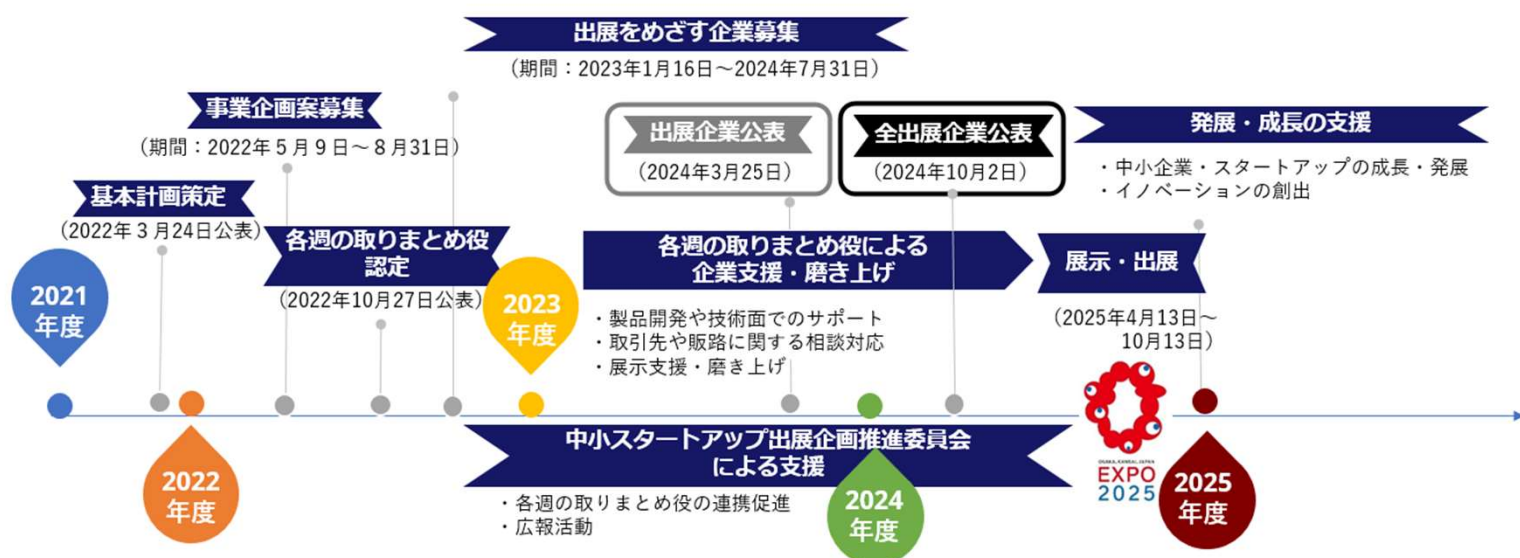 出展をめざす企業募集
（期間：2023年1月16日～2024年7月31日）
事業企画案募集
（期間：2022年５月９日～８月31日）
出展企業公表
（2024年3月25日）
全出展企業公表
（2024年10月2日）
発展・成長の支援
・中小企業・スタートアップの成長・発展
・イノベーションの創出
基本計画策定
（2022年３月24日公表）
各週の取りまとめ役
認定
（2022年10月27日公表）
各週の取りまとめ役による
企業支援・磨き上げ
・製品開発や技術面でのサポート
・取引先や販路に関する相談対応
・展示支援・磨き上げ
展示・出展
（2025年4月13日～
10月13日）
2021
年度
2023
年度
中小スタートアップ出展企画推進委員会
による支援
・各週の取りまとめ役の連携促進
・広報活動
2022
年度
2024
年度
OSAKA, KANSAI, JAPAN
EXPO
2025
2025
年度